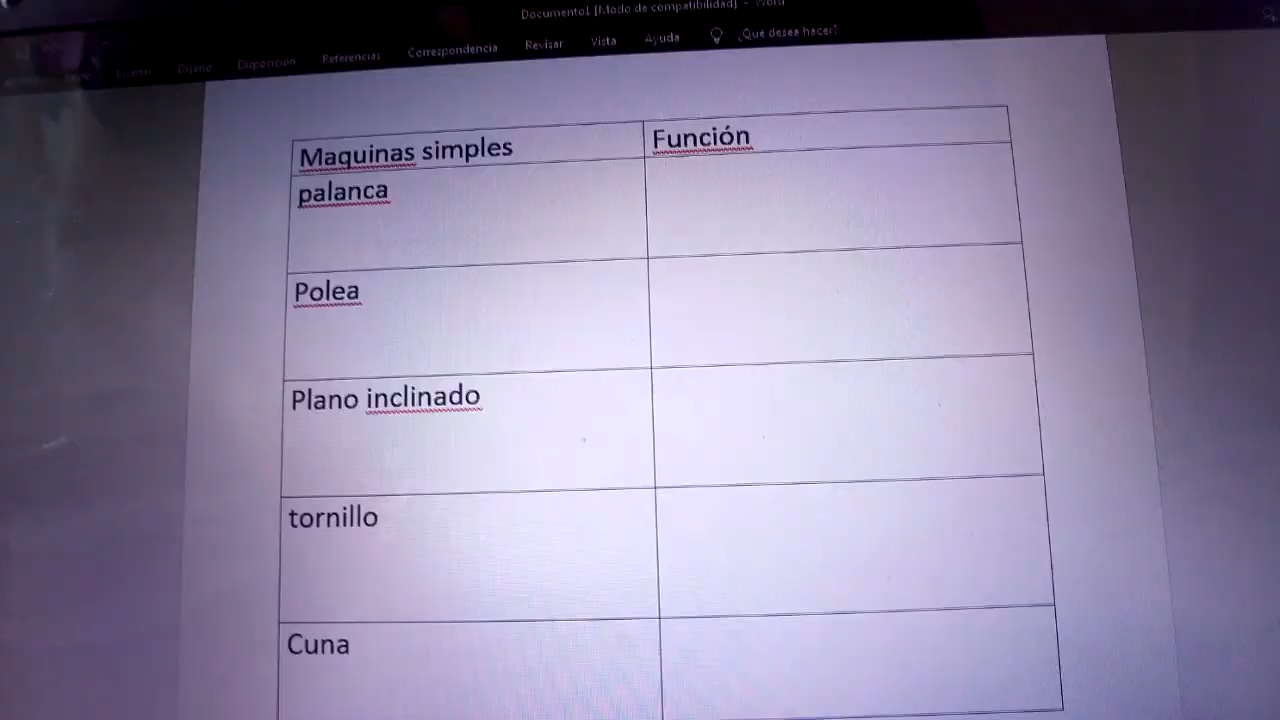 Documento1 [Modo de compatibilidad] - Word
Disposición Referencias Correspondencia Revisar Vista Ayuda ¿Qué desea hacer?
Maquinas simples Función
palanca
Polea
Plano inclinado
tornillo
Cuna